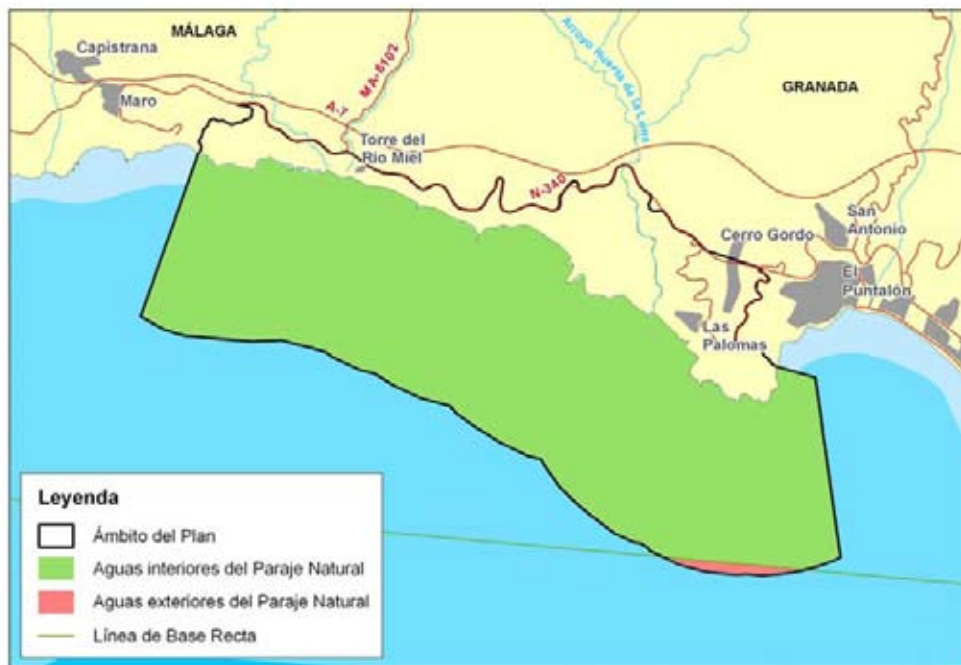 MÁLAGA
Capistrana
Maro
A-7
MA-5102
Torre del
Río Miel
Arroyo Huerta de la Loma
GRANADA
N-340
Cerro Gordo
San
Antonio
El
Puntalón
Las
Palomas
Leyenda
Ámbito del Plan
Aguas interiores del Paraje Natural
Aguas exteriores del Paraje Natural
Línea de Base Recta